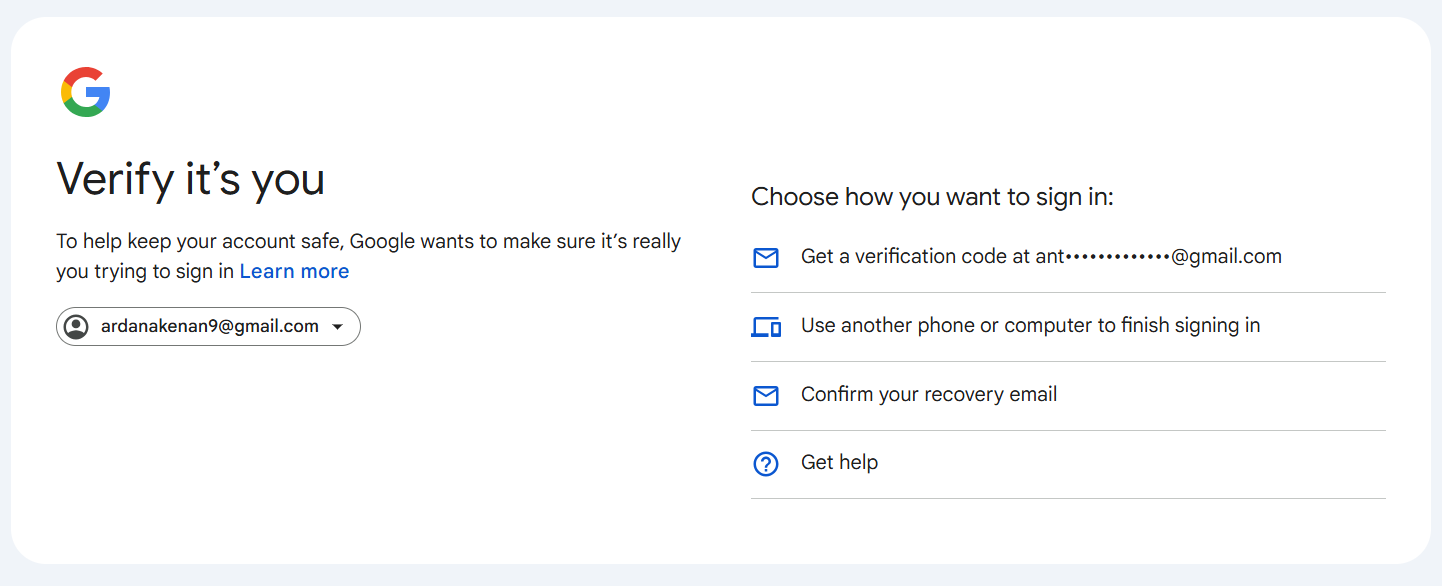 Verify it’s you
To help keep your account safe, Google wants to make sure it’s really
you trying to sign in Learn more
ardanakenan9@gmail.com
Choose how you want to sign in:
Get a verification code at ant•••••••••••••@gmail.com
Use another phone or computer to finish signing in
Confirm your recovery email
Get help